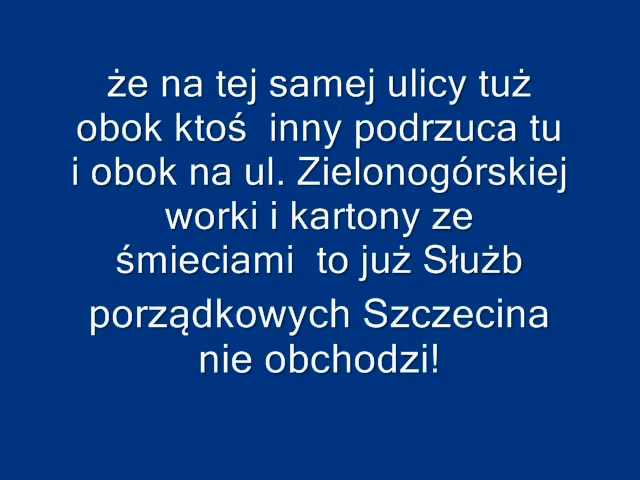 że na tej samej ulicy tuż
obok ktoś  inny podrzuca tu
i obok na ul. Zielonogórskiej
worki i kartony ze
śmieciami  to już Służb
porządkowych Szczecina
nie obchodzi!